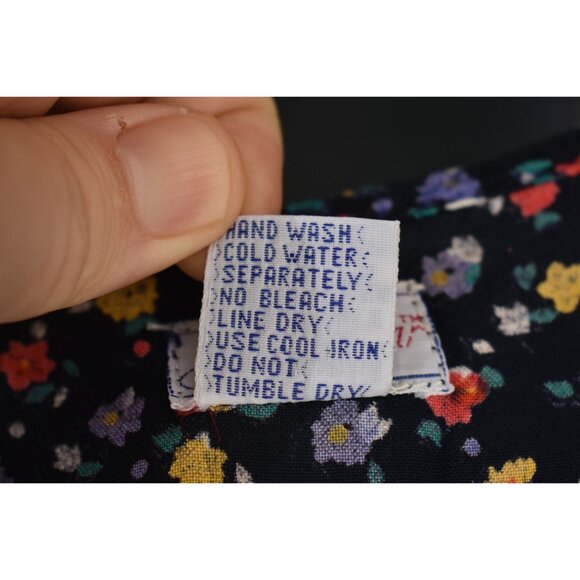 HAND WASH
COLD WATER
SEPARATELY
NO BLEACH
LINE DRY
USE COOL IRON
DO NOT
TUMBLE DRY